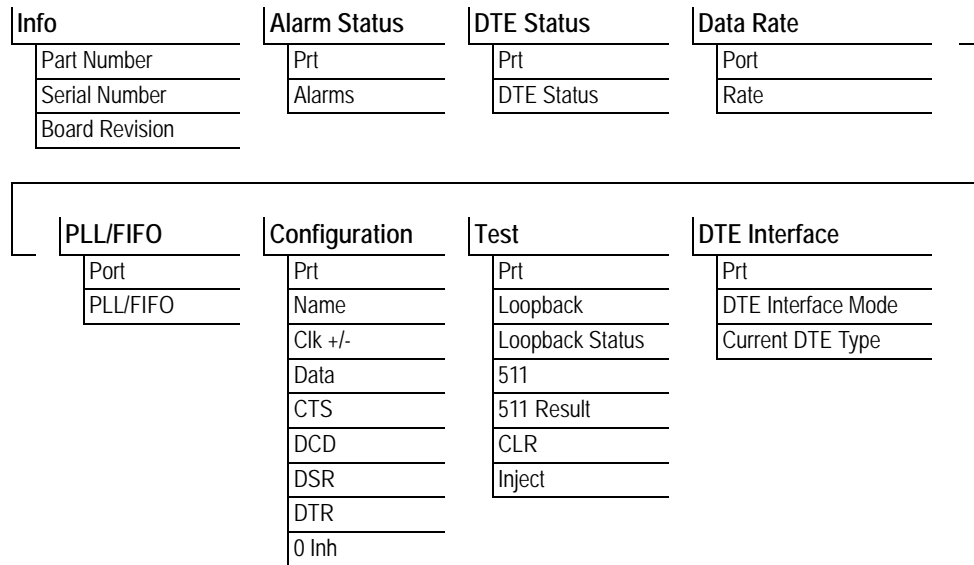 Info
Part Number
Serial Number
Board Revision
Alarm Status
Prt
Alarms
DTE Status
Prt
DTE Status
Data Rate
Port
Rate
PLL/FIFO
Port
PLL/FIFO
Configuration
Prt
Name
Clk +/-
Data
CTS
DCD
DSR
DTR
0 Inh
Test
Prt
Loopback
Loopback Status
511
511 Result
CLR
Inject
DTE Interface
Prt
DTE Interface Mode
Current DTE Type